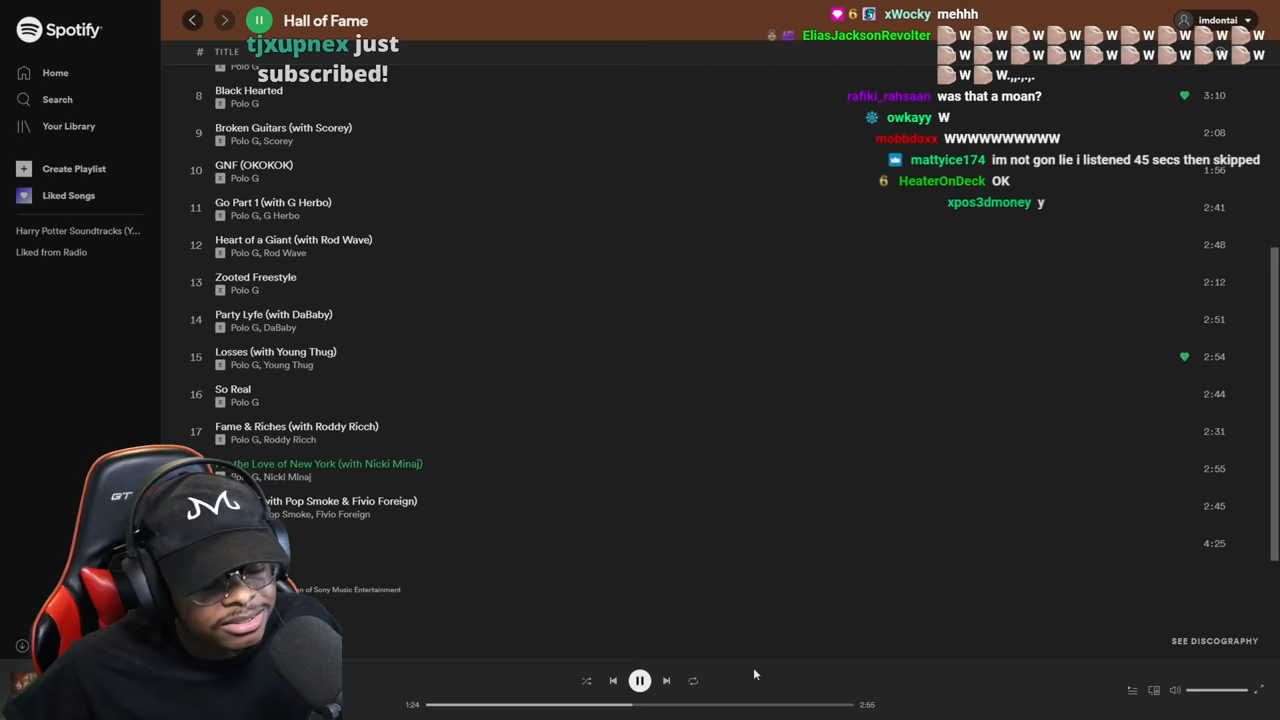 Spotify
Home
Search
Your Library
Create Playlist
Liked Songs
Harry Potter Soundtracks (Y...
Liked from Radio
Hall of Fame
imdontai
# TITLE
tjxupnex just
subscribed!
xWocky mehhh
EliasJacksonRevolter W W W W W W W W W
W W W W W W W W W
W W.,,.,.,.
rafiki_rahsaan was that a moan?
owkayy W
mobbdoxx WWWWWWWWWW
mattyice174 im not gon lie i listened 45 secs then skipped
HeaterOnDeck OK
xpos3dmoney y
Polo G
8 Black Hearted 3:10
Polo G
9 Broken Guitars (with Scorey) 2:08
Polo G, Scorey
10 GNF (OKOKOK) 1:56
Polo G
11 Go Part 1 (with G Herbo) 2:41
Polo G, G Herbo
12 Heart of a Giant (with Rod Wave) 2:48
Polo G, Rod Wave
13 Zooted Freestyle 2:12
Polo G
14 Party Lyfe (with DaBaby) 2:51
Polo G, DaBaby
15 Losses (with Young Thug) 2:54
Polo G, Young Thug
16 So Real 2:44
Polo G
17 Fame & Riches (with Roddy Ricch) 2:31
Polo G, Roddy Ricch
the Love of New York (with Nicki Minaj) 2:55
G, Nicki Minaj
with Pop Smoke & Fivio Foreign) 2:45
Smoke, Fivio Foreign
4:25
of Sony Music Entertainment
SEE DISCOGRAPHY
1:24 2:55
GT